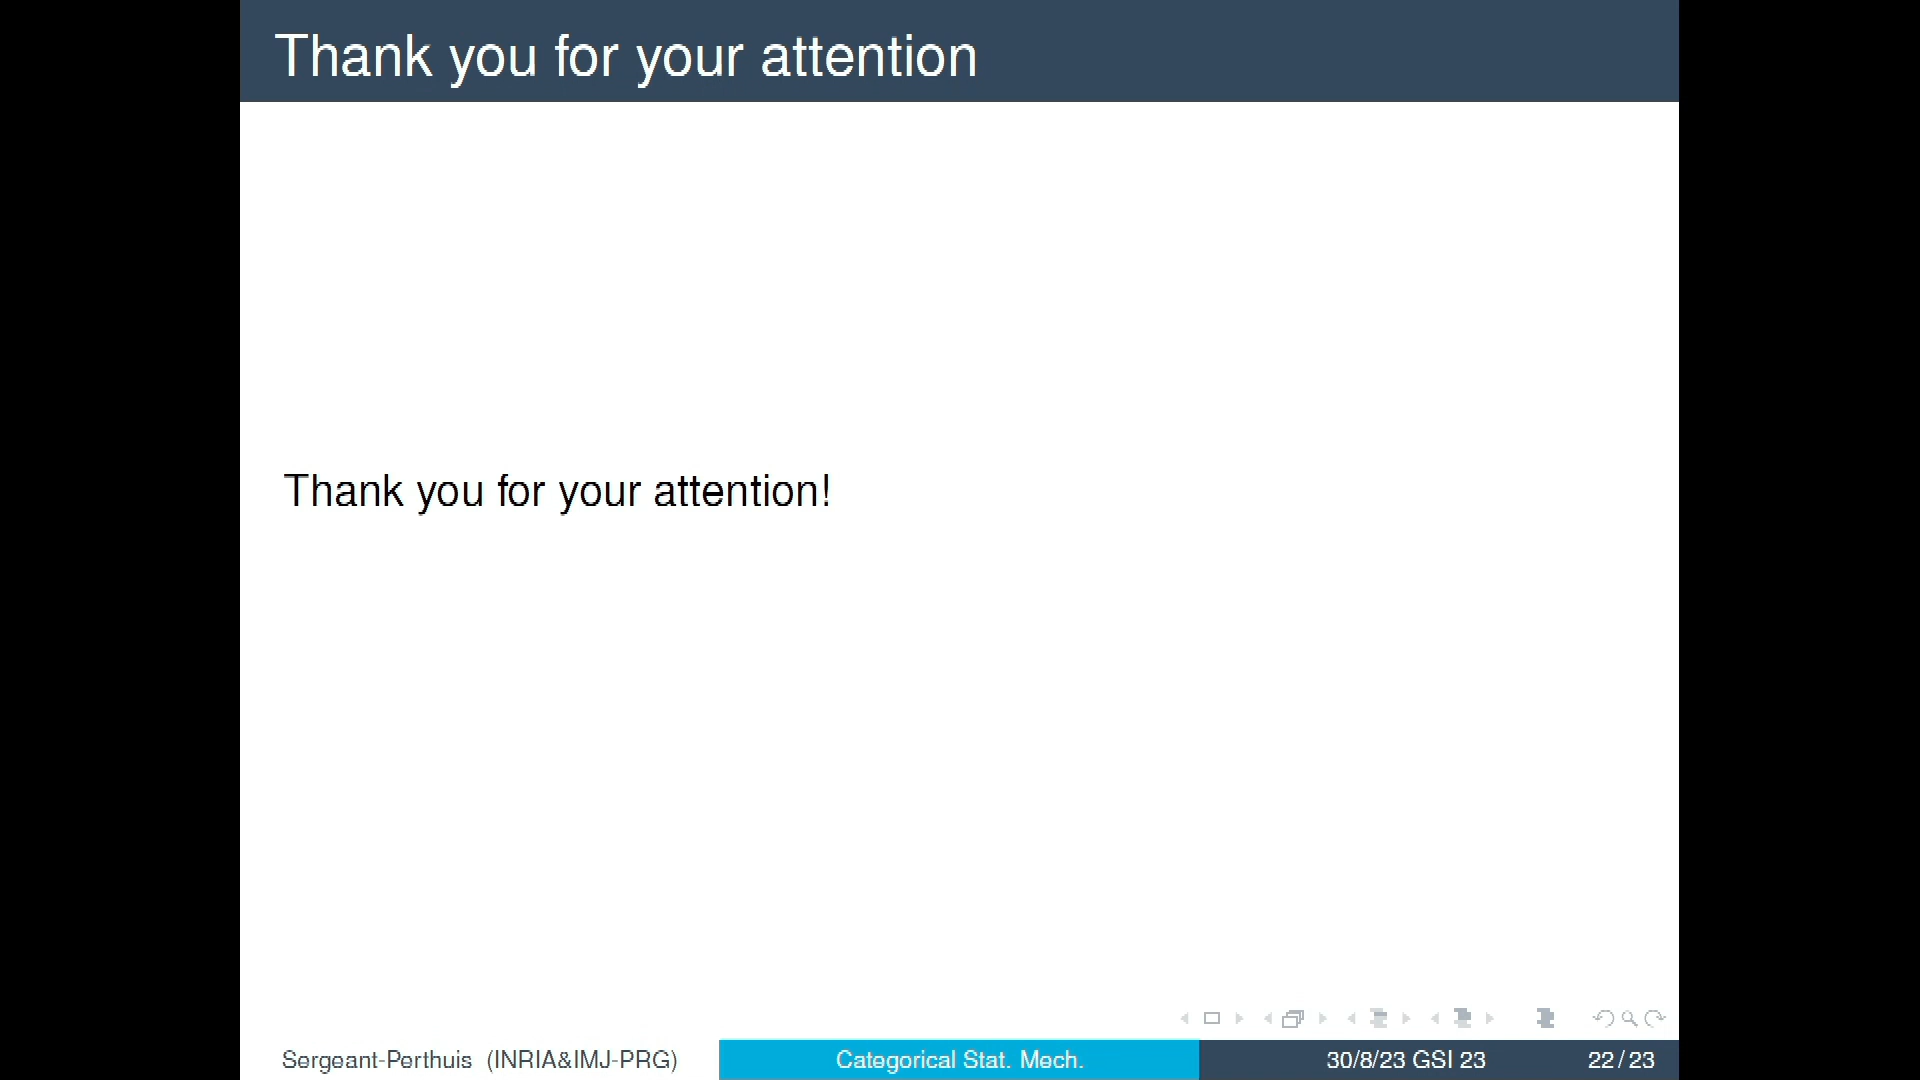 Thank you for your attention
Thank you for your attention!
Sergeant-Perthuis (INRIA&IMJ-PRG)
Categorical Stat. Mech.
30/8/23 GSI 23
22 / 23